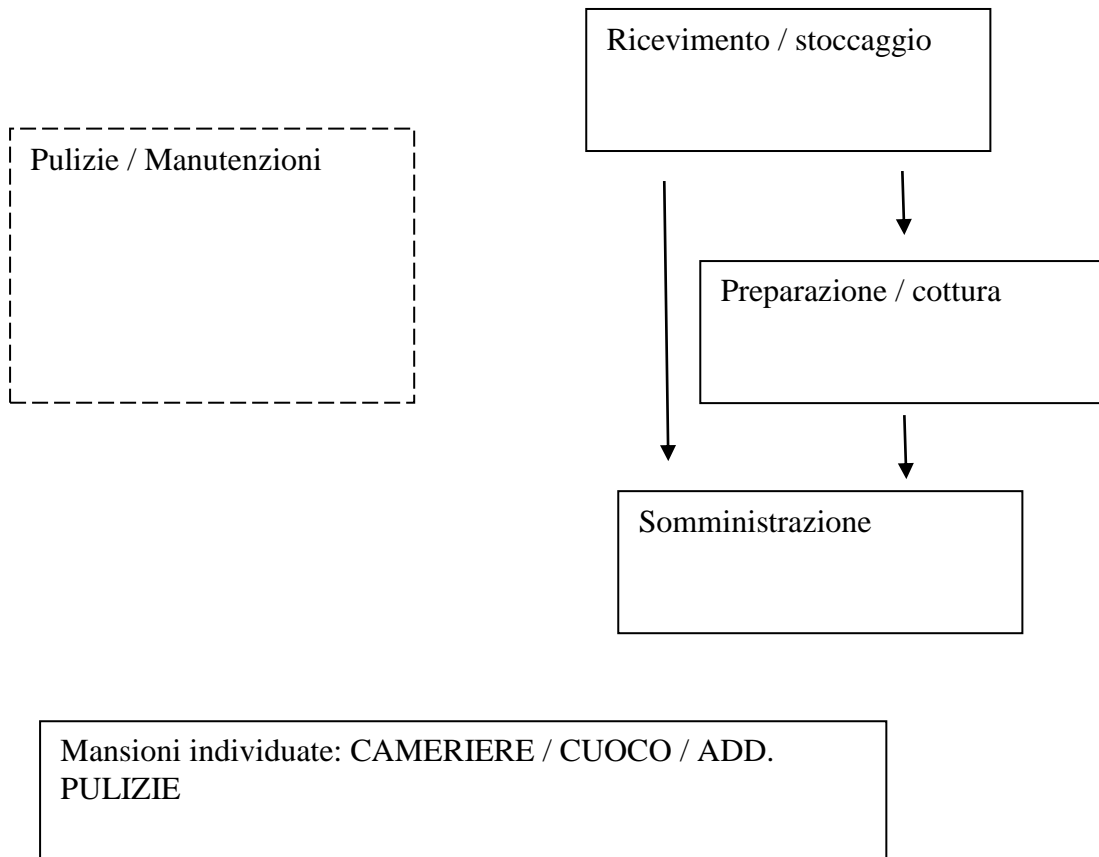 Ricevimento / stoccaggio
Pulizie / Manutenzioni
Preparazione / cottura
Somministrazione
Mansioni individuate: CAMERIERE / CUOCO / ADD.
PULIZIE